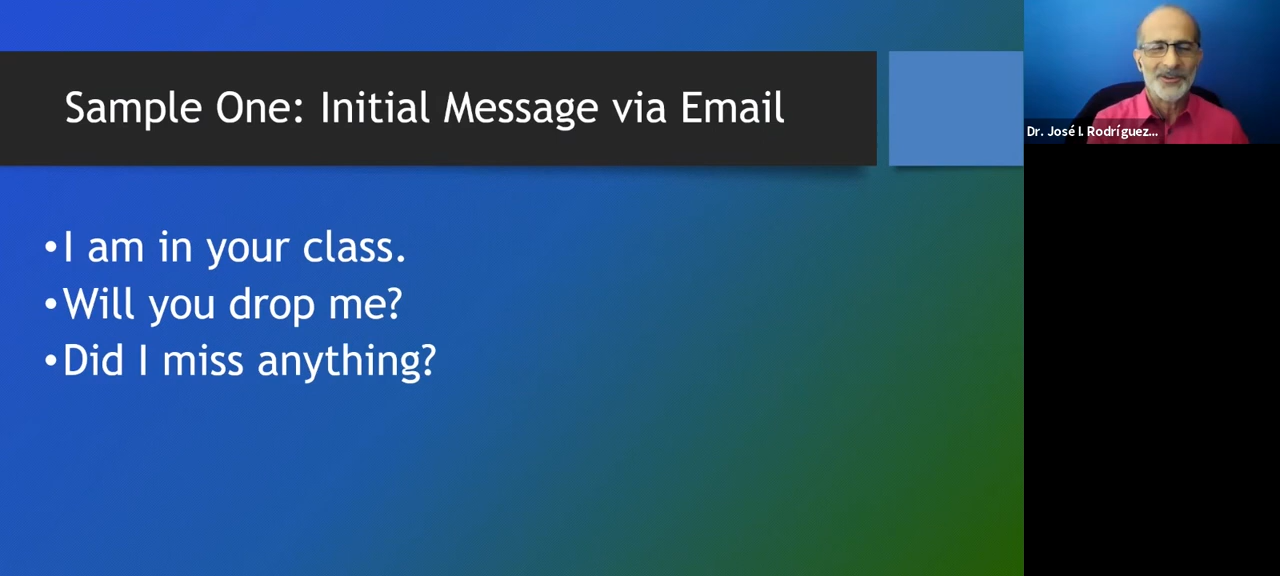 Sample One: Initial Message via Email
•I am in your class.
•Will you drop me?
•Did I miss anything?
Dr. José I. Rodríguez...